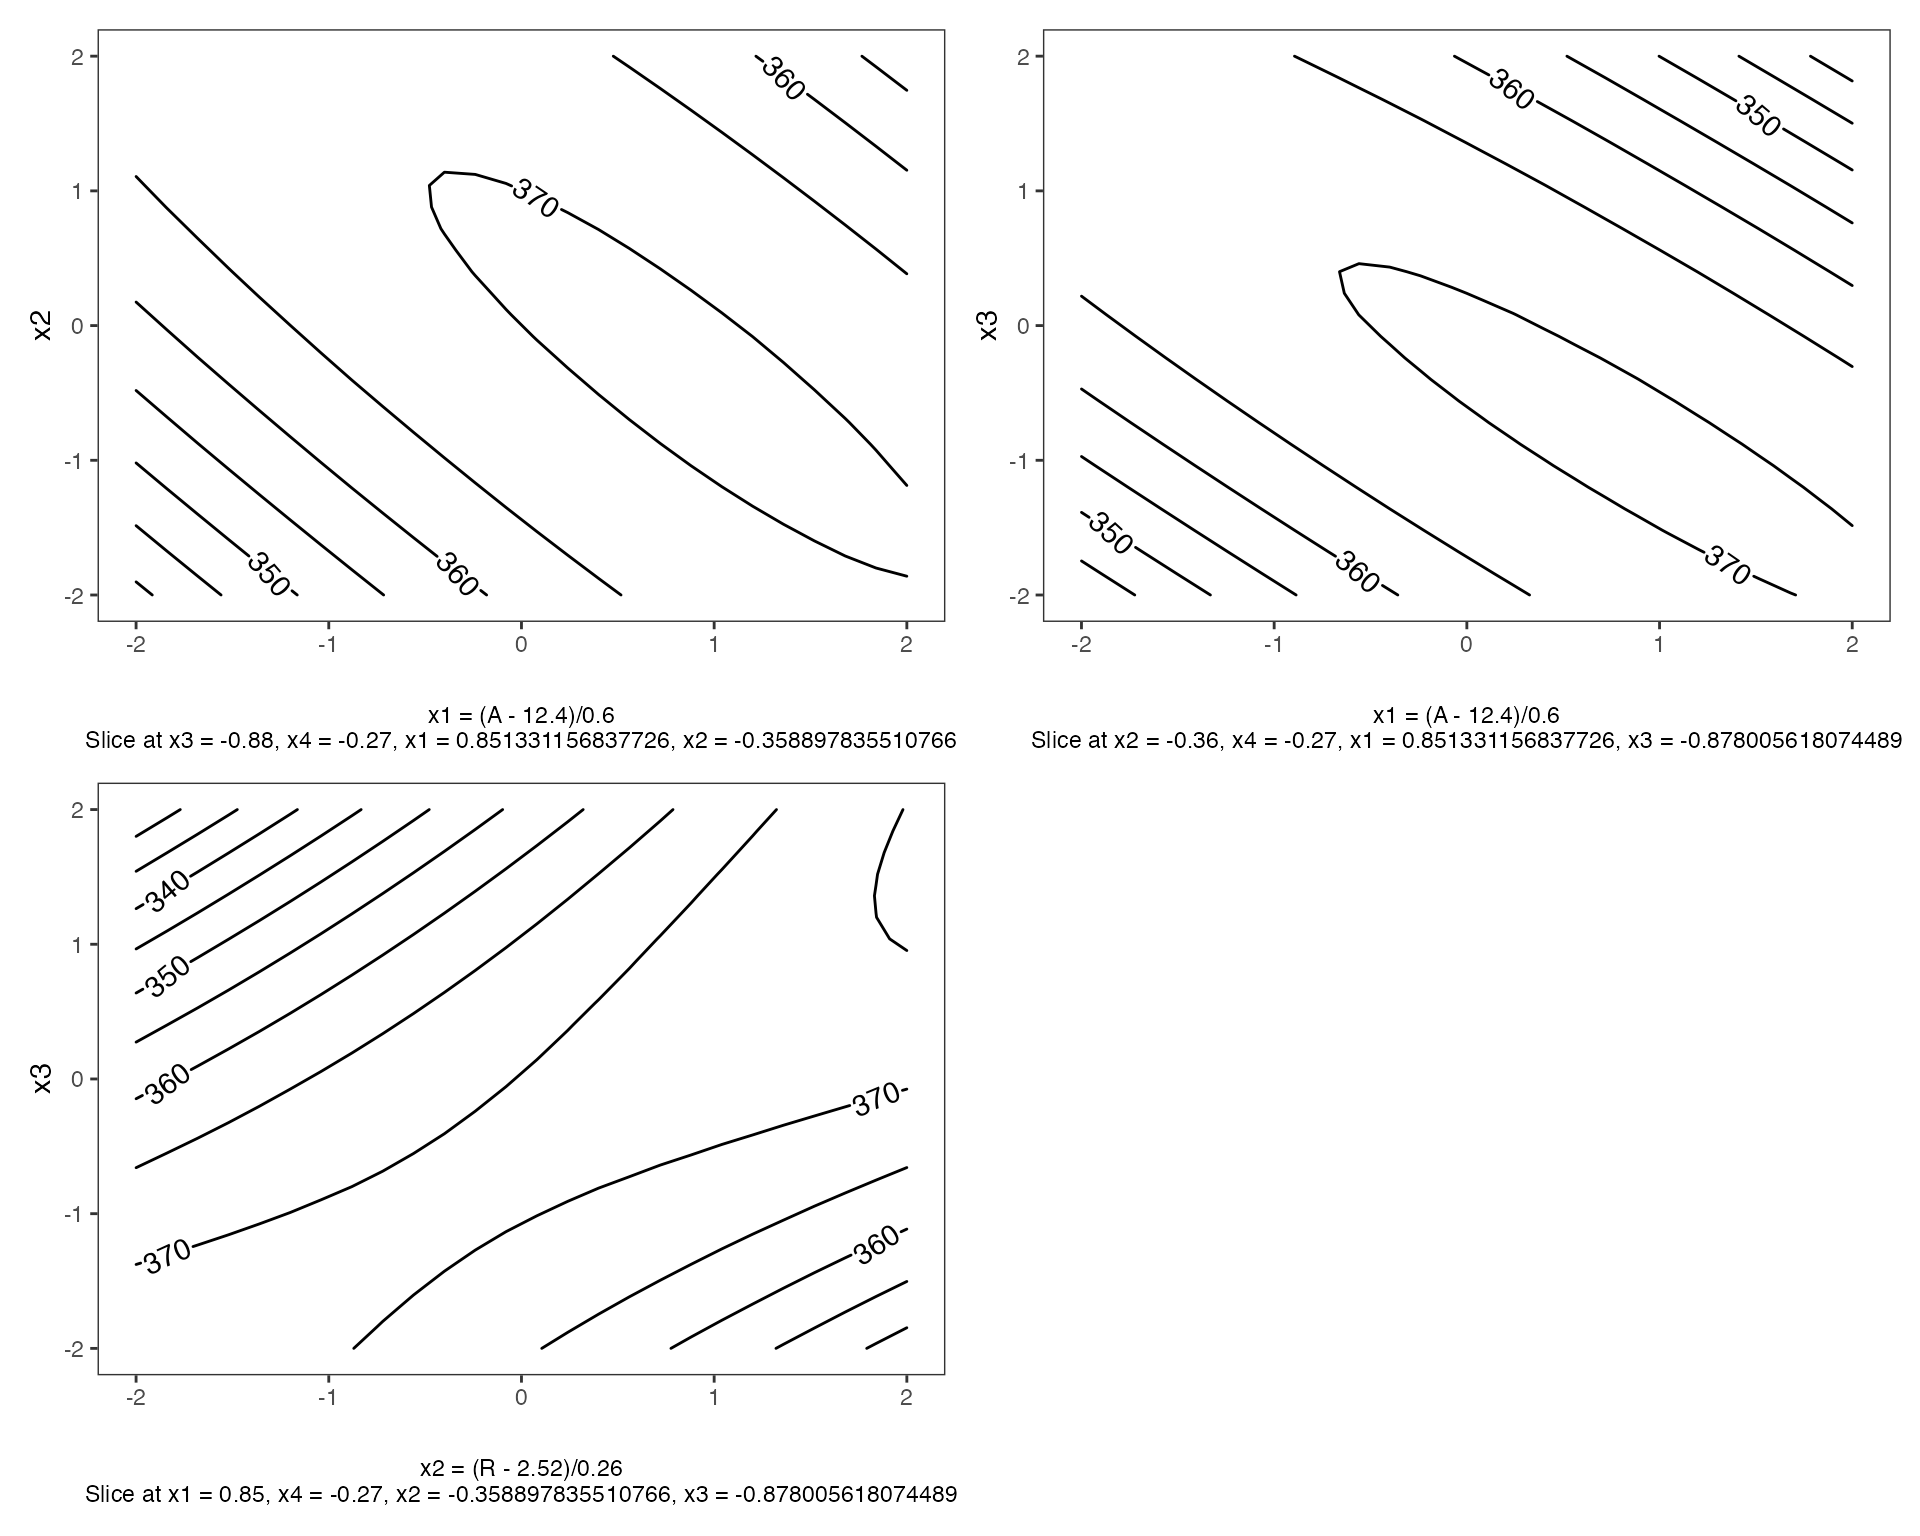 2
1
0
-1
-2
x2
360
370
350
360
-2 -1 0 1 2
x1 = (A - 12.4)/0.6
Slice at x3 = -0.88, x4 = -0.27, x1 = 0.851331156837726, x2 = -0.358897835510766
2
1
0
-1
-2
x3
360
350
350
360
370
-2 -1 0 1 2
x1 = (A - 12.4)/0.6
Slice at x2 = -0.36, x4 = -0.27, x1 = 0.851331156837726, x3 = -0.878005618074489
2
1
0
-1
-2
x3
340
350
360
370
370
360
-2 -1 0 1 2
x2 = (R - 2.52)/0.26
Slice at x1 = 0.85, x4 = -0.27, x2 = -0.358897835510766, x3 = -0.878005618074489